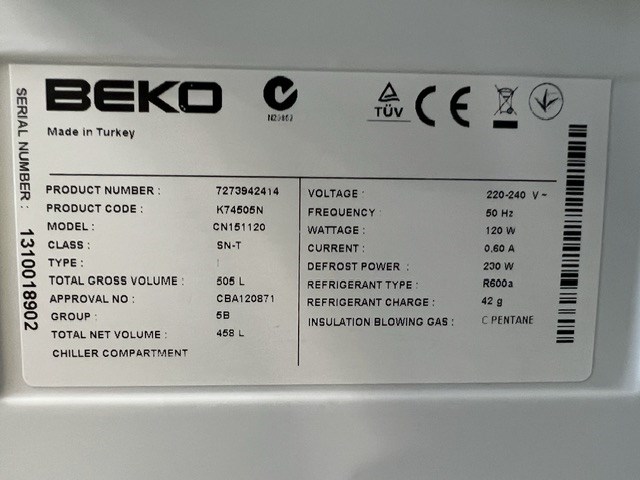 BEKO
TÜV
CE
Made in Turkey
SERIAL NUMBER : 1310018902
PRODUCT NUMBER : 7273942414
PRODUCT CODE : K74505N
MODEL : CN151120
CLASS : SN-T
TYPE :
TOTAL GROSS VOLUME : 505 L
APPROVAL NO : CBA120871
GROUP : 5B
TOTAL NET VOLUME : 458 L
CHILLER COMPARTMENT
VOLTAGE : 220-240 V ~
FREQUENCY : 50 Hz
WATTAGE : 120 W
CURRENT : 0.60 A
DEFROST POWER : 230 W
REFRIGERANT TYPE : R600a
REFRIGERANT CHARGE : 42 g
INSULATION BLOWING GAS : C PENTANE